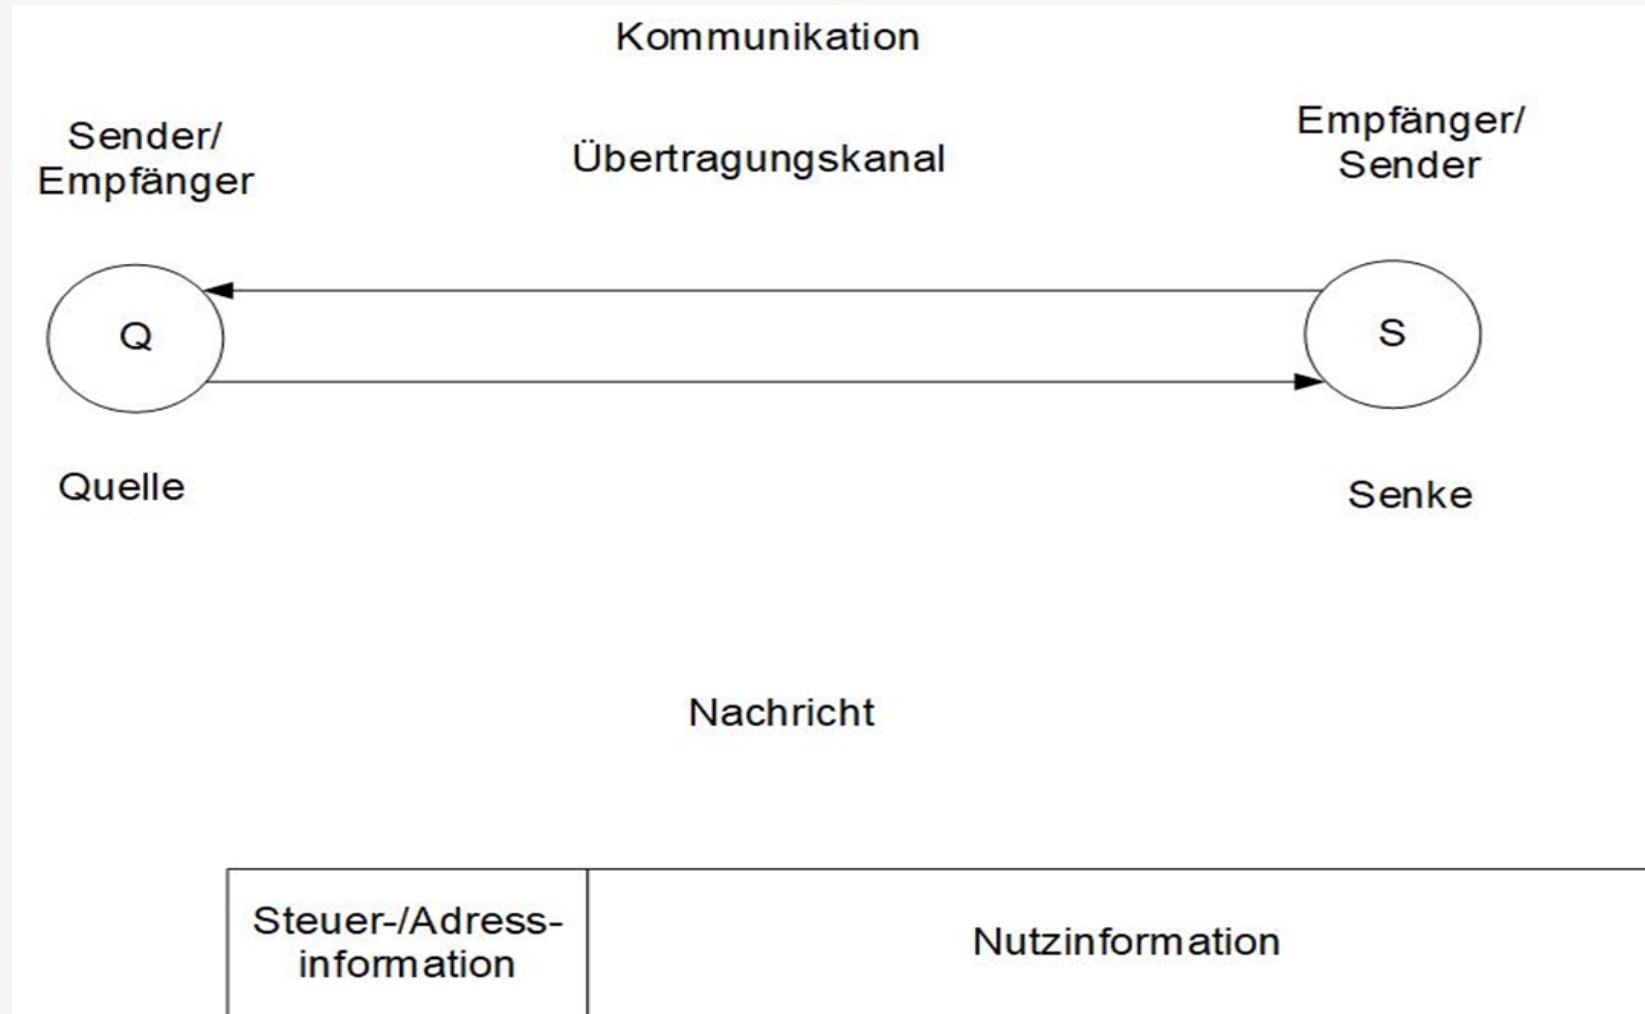 Kommunikation
Sender/
Empfänger
Übertragungskanal
Empfänger/
Sender
Q
S
Quelle
Senke
Nachricht
Steuer-/Adress-
information
Nutzinformation